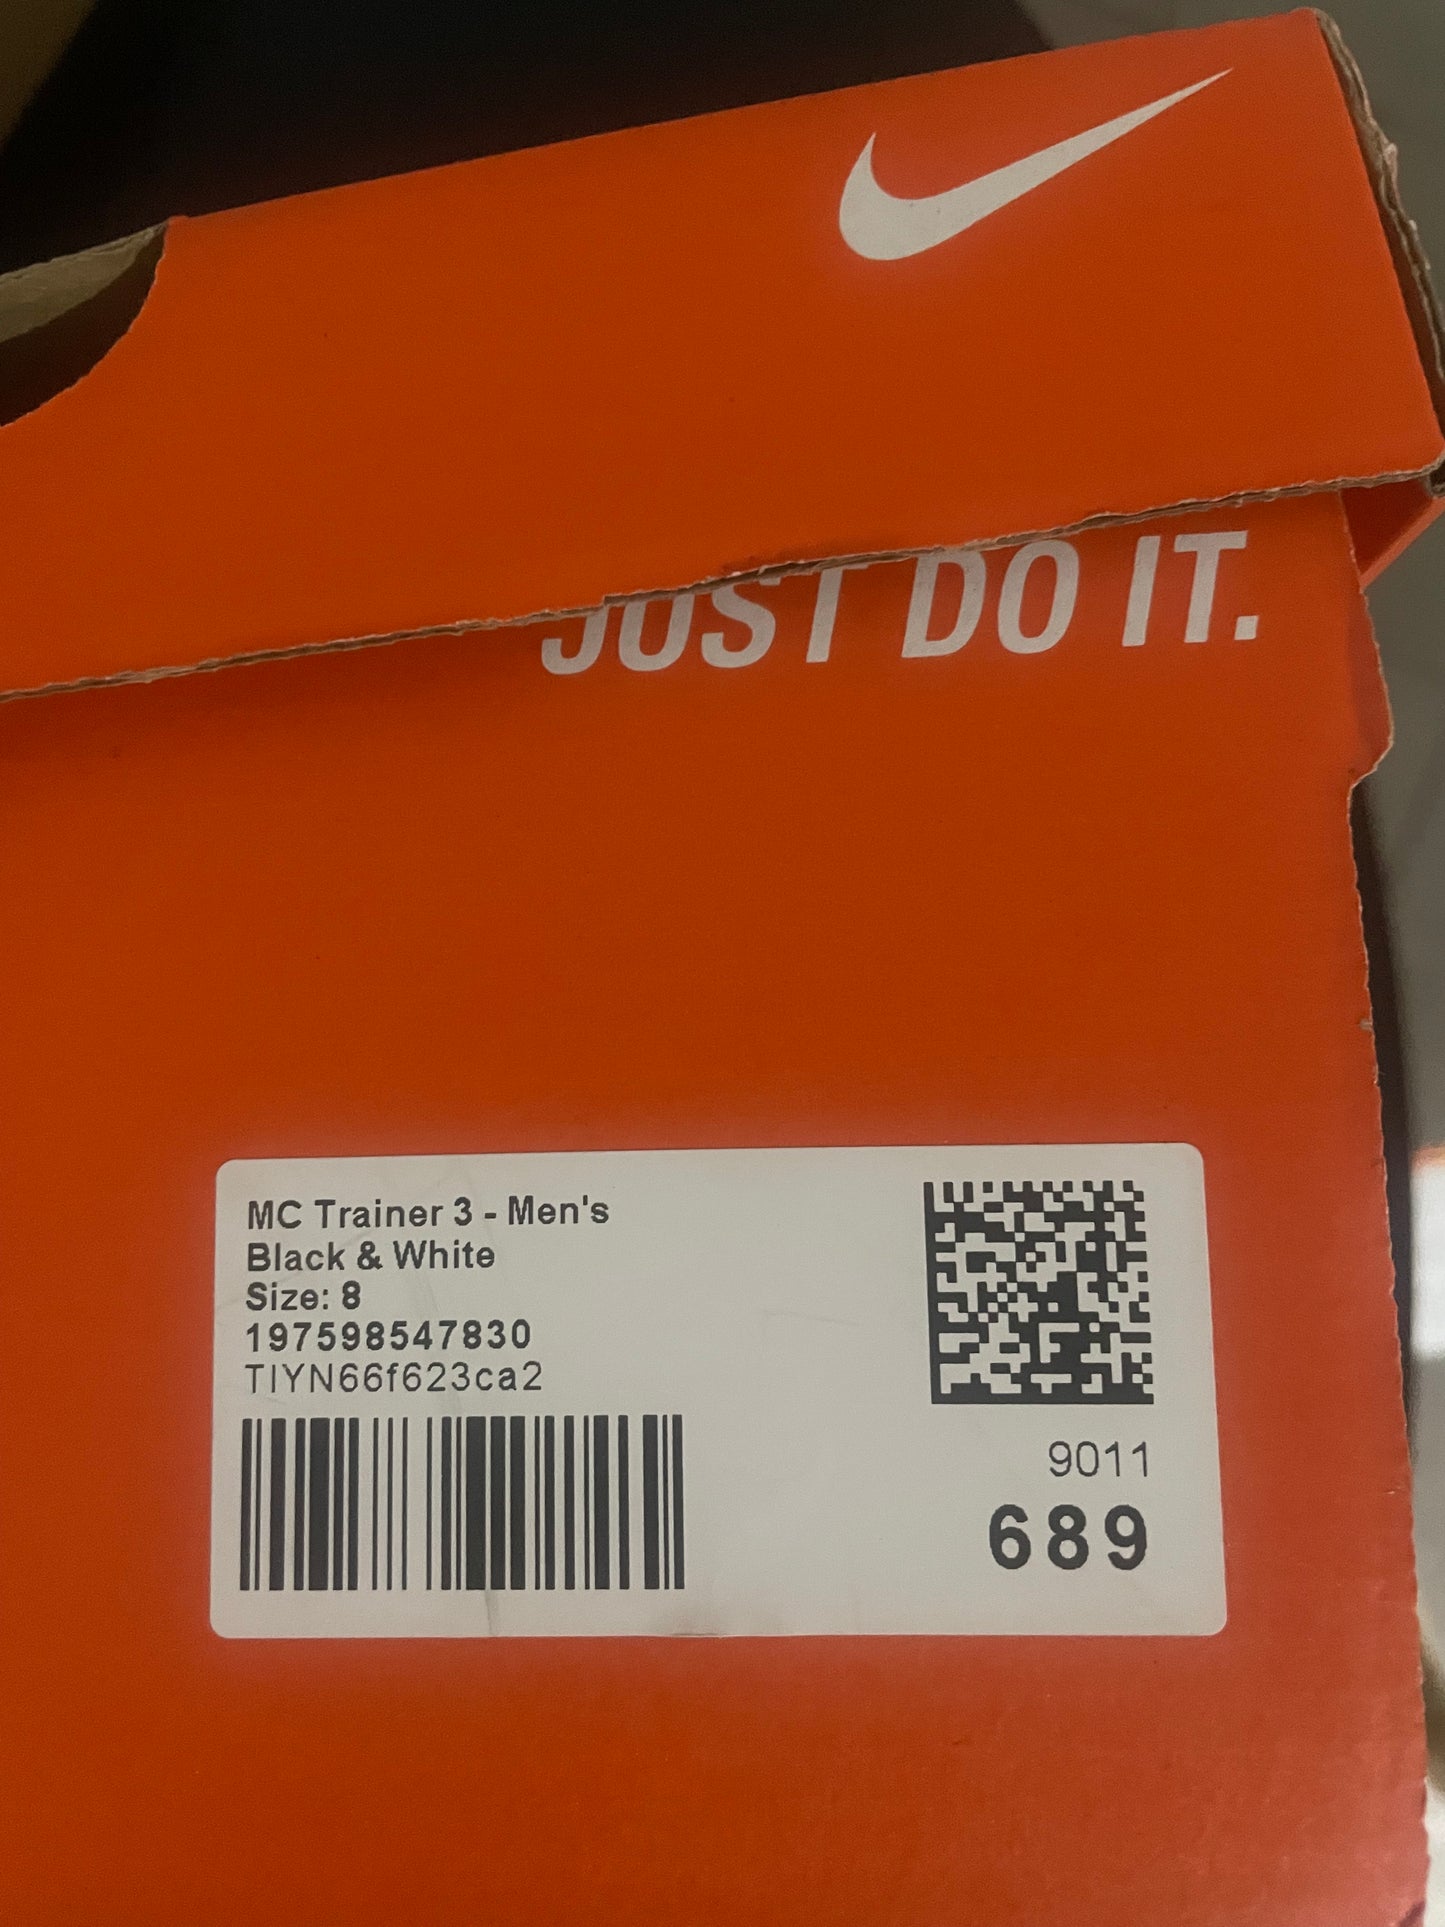 JUST DO IT.
MC Trainer 3 - Men's
Black & White
Size: 8
197598547830
TIYN66f623ca2
9011
689